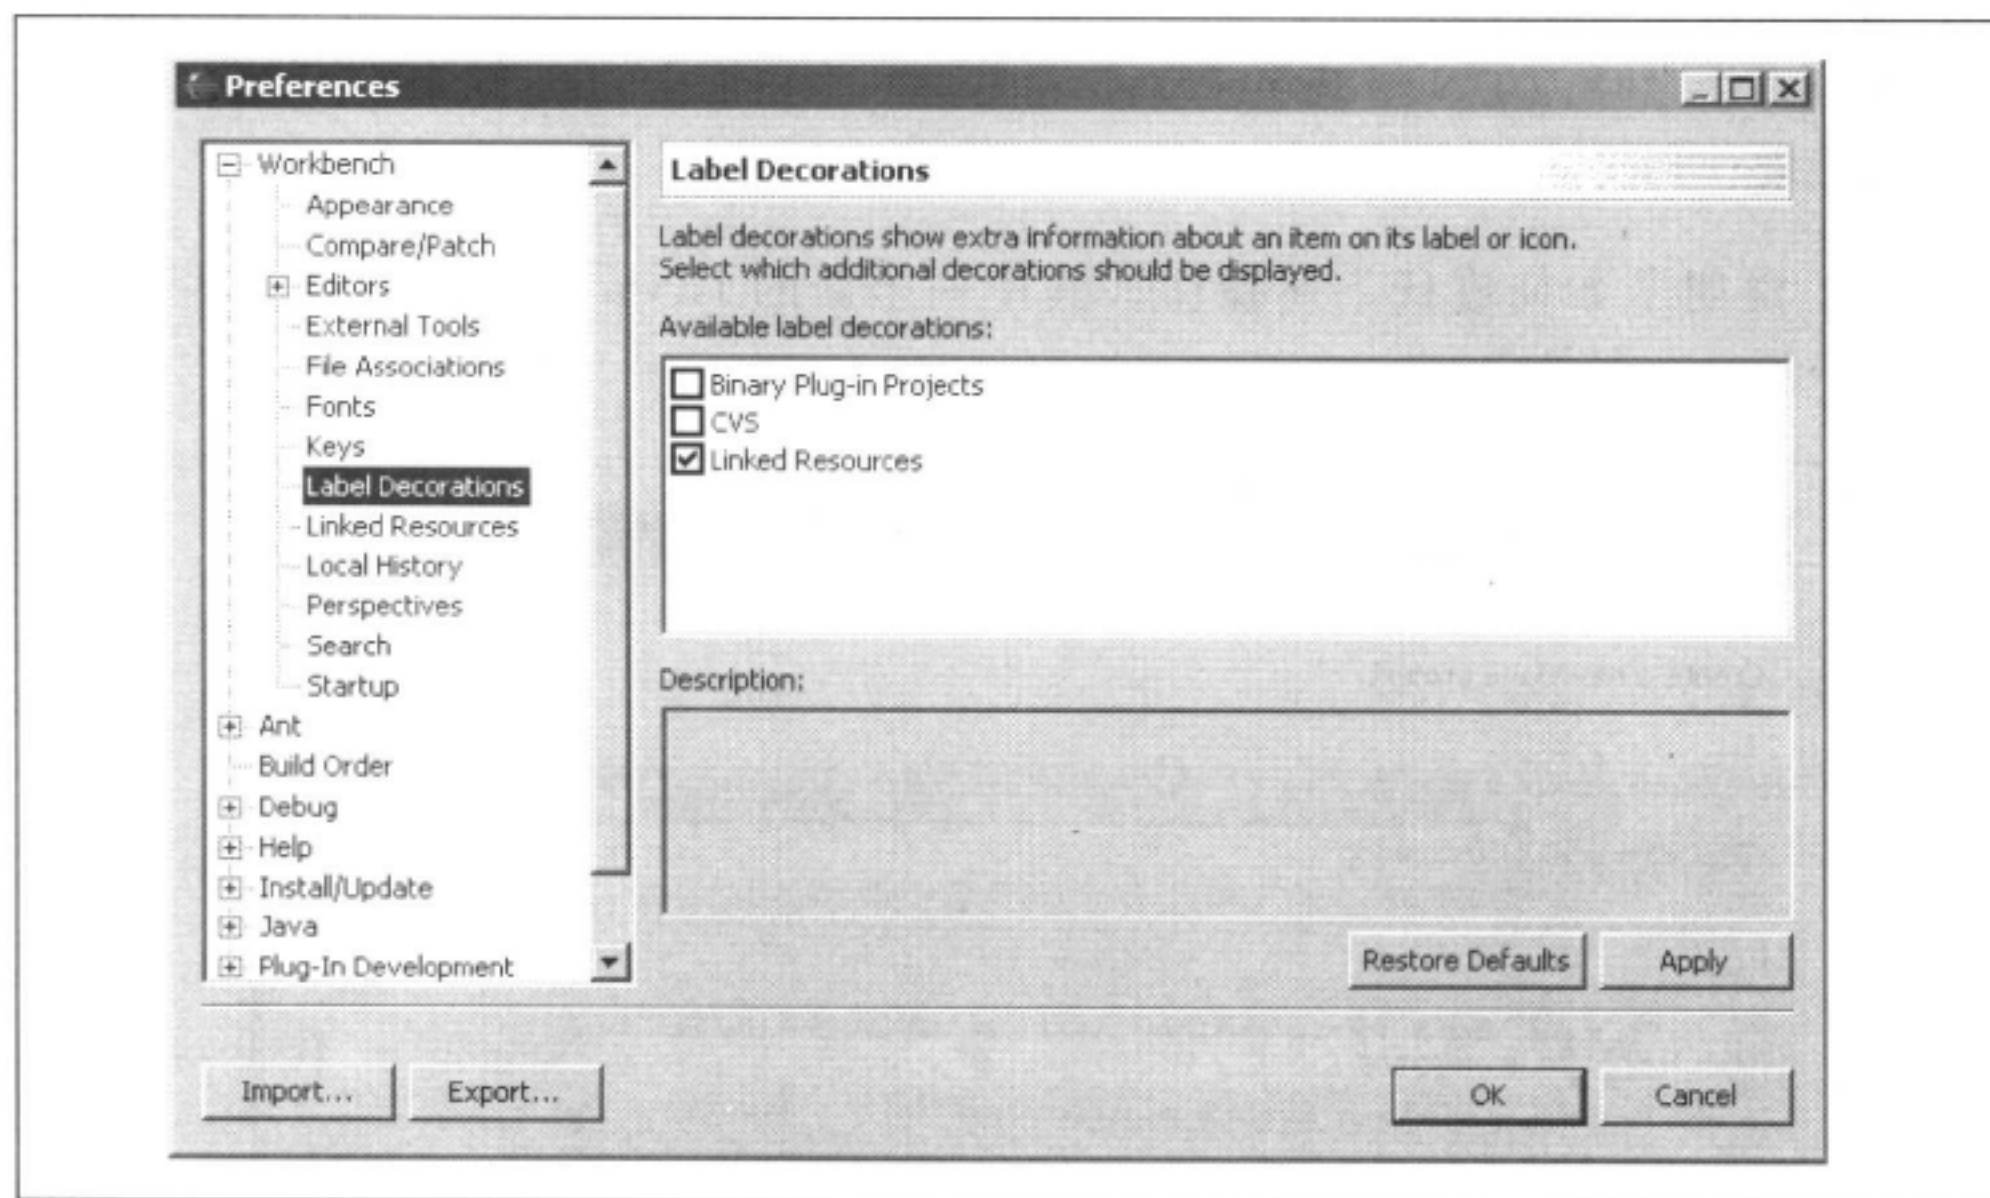 Preferences
Workbench
Appearance
Compare/Patch
Editors
External Tools
File Associations
Fonts
Keys
Label Decorations
Linked Resources
Local History
Perspectives
Search
Startup
Ant
Build Order
Debug
Help
Install/Update
Java
Plug-In Development
Label Decorations
Label decorations show extra information about an item on its label or icon.
Select which additional decorations should be displayed.
Available label decorations:
Binary Plug-in Projects
CVS
Linked Resources
Description:
Restore Defaults Apply
Import... Export... OK Cancel